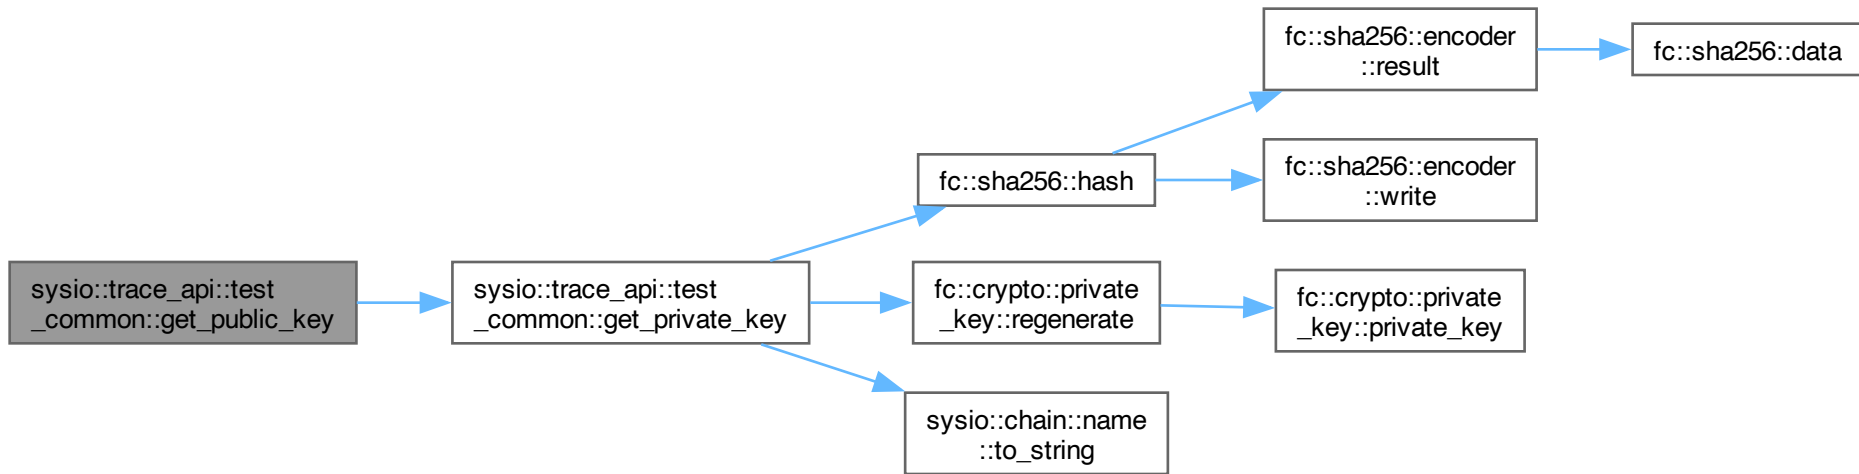 sysio::trace_api::test
_common::get_public_key
sysio::trace_api::test
_common::get_private_key
fc::sha256::hash
fc::sha256::encoder
::result
fc::sha256::data
fc::sha256::encoder
::write
fc::crypto::private
_key::regenerate
fc::crypto::private
_key::private_key
sysio::chain::name
::to_string